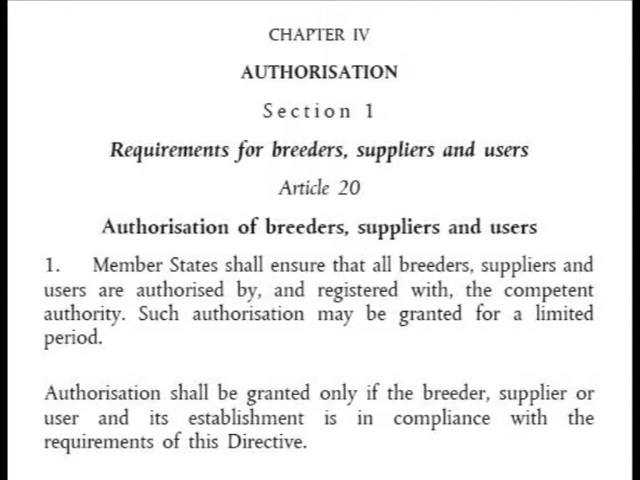 CHAPTER IV
AUTHORISATION
Section 1
Requirements for breeders, suppliers and users
Article 20
Authorisation of breeders, suppliers and users
1. Member States shall ensure that all breeders, suppliers and
users are authorised by, and registered with, the competent
authority. Such authorisation may be granted for a limited
period.
Authorisation shall be granted only if the breeder, supplier or
user and its establishment is in compliance with the
requirements of this Directive.